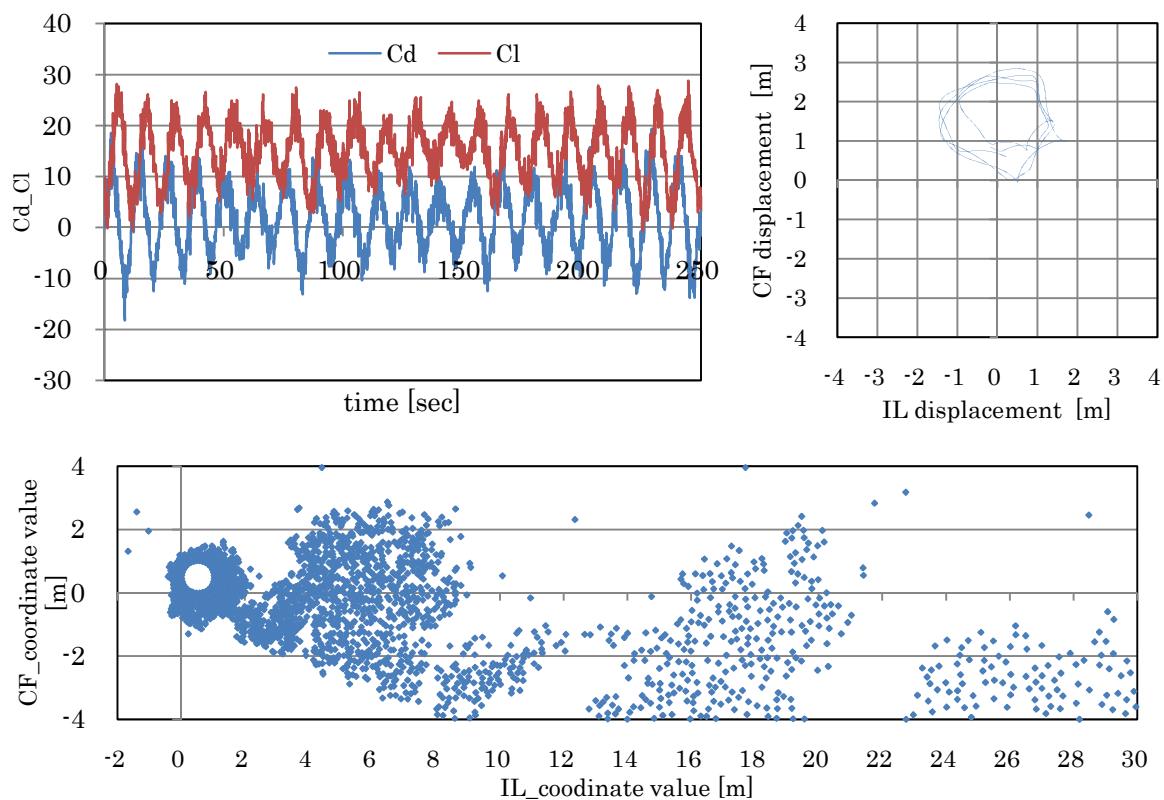 40
30
20
10
0
-10
-20
-30
Cd_Cl
Cd Cl
0 50 100 150 200 250
time [sec]
4
3
2
1
0
-1
-2
-3
-4
CF displacement [m]
-4 -3 -2 -1 0 1 2 3 4
IL displacement [m]
4
2
0
-2
-4
CF_coordinate value
[m]
-2 0 2 4 6 8 10 12 14 16 18 20 22 24 26 28 30
IL_coodinate value [m]